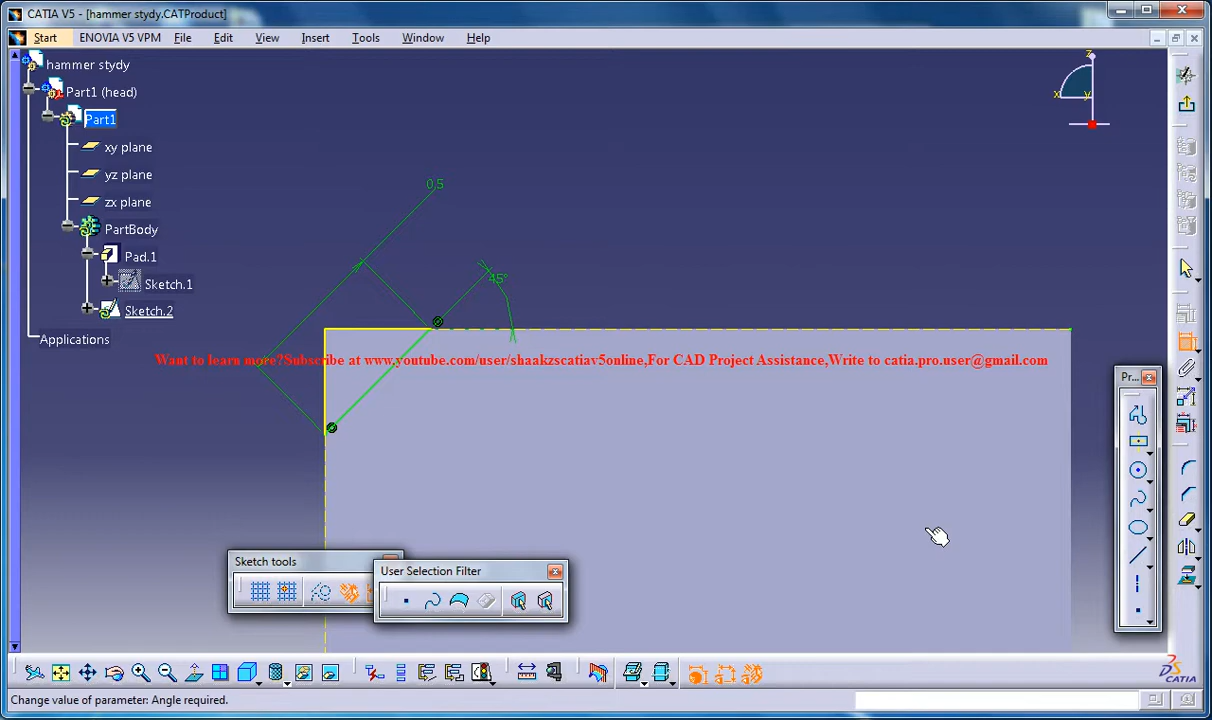 CATIA V5 - [hammer stydy.CATProduct]
Start ENOVIA V5 VPM File Edit View Insert Tools Window Help
hammer stydy
Part1 (head)
Part1
xy plane
yz plane
zx plane
PartBody
Pad.1
Sketch.1
Sketch.2
Applications
z
x
y
0,5
45°
Want to learn more?Subscribe at www.youtube.com/user/shaakzscatiav5online,For CAD Project Assistance,Write to catia.pro.user@gmail.com
Pr...
Sketch tools
User Selection Filter
CATIA
Change value of parameter: Angle required.